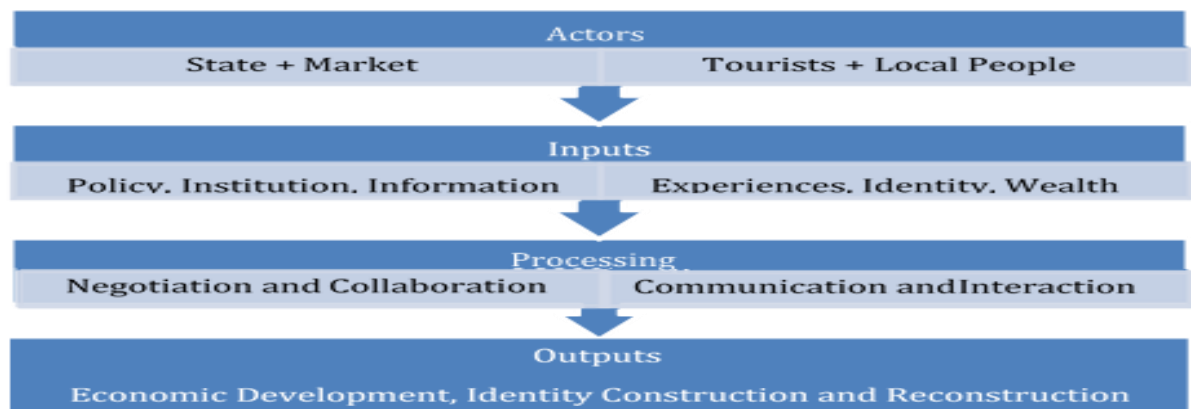 Actors
State + Market
Tourists + Local People
Inputs
Policy, Institution, Information
Experiences, Identity, Wealth
Processing
Negotiation and Collaboration
Communication andInteraction
Outputs
Economic Development, Identity Construction and Reconstruction